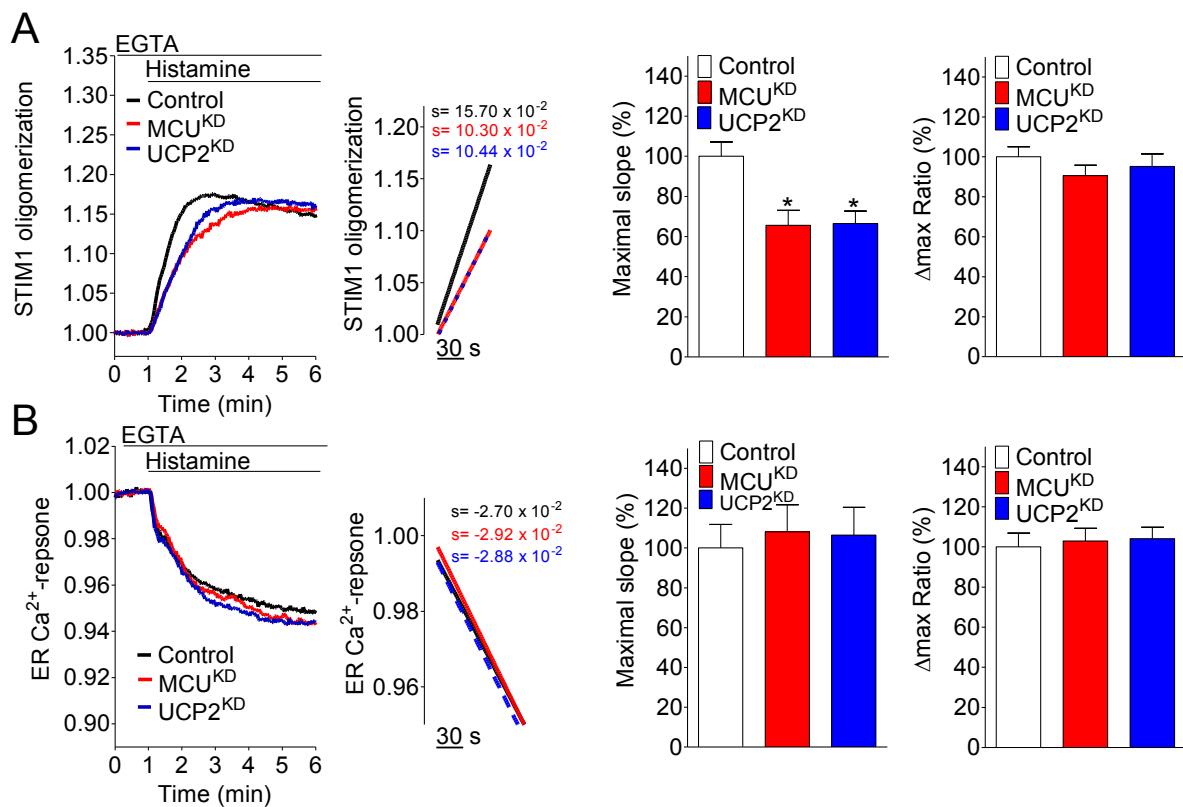 A
EGTA
Histamine
Control
MCU^KD
UCP2^KD
STIM1 oligomerization
1.35
1.30
1.25
1.20
1.15
1.10
1.05
1.00
0 1 2 3 4 5 6
Time (min)
s= 15.70 x 10^-2
s= 10.30 x 10^-2
s= 10.44 x 10^-2
STIM1 oligomerization
1.20
1.15
1.10
1.05
1.00
30 s
Control
MCU^KD
UCP2^KD
Maximal slope (%)
140
120
100
80
60
40
20
0
* *
Control
MCU^KD
UCP2^KD
Δmax Ratio (%)
140
120
100
80
60
40
20
0
B
EGTA
Histamine
ER Ca²⁺-repsone
1.02
1.00
0.98
0.96
0.94
0.92
0.90
Control
MCU^KD
UCP2^KD
0 1 2 3 4 5 6
Time (min)
s= -2.70 x 10^-2
s= -2.92 x 10^-2
s= -2.88 x 10^-2
ER Ca²⁺-repsone
1.00
0.98
0.96
30 s
Control
MCU^KD
UCP2^KD
Maximal slope (%)
140
120
100
80
60
40
20
0
Control
MCU^KD
UCP2^KD
Δmax Ratio (%)
140
120
100
80
60
40
20
0